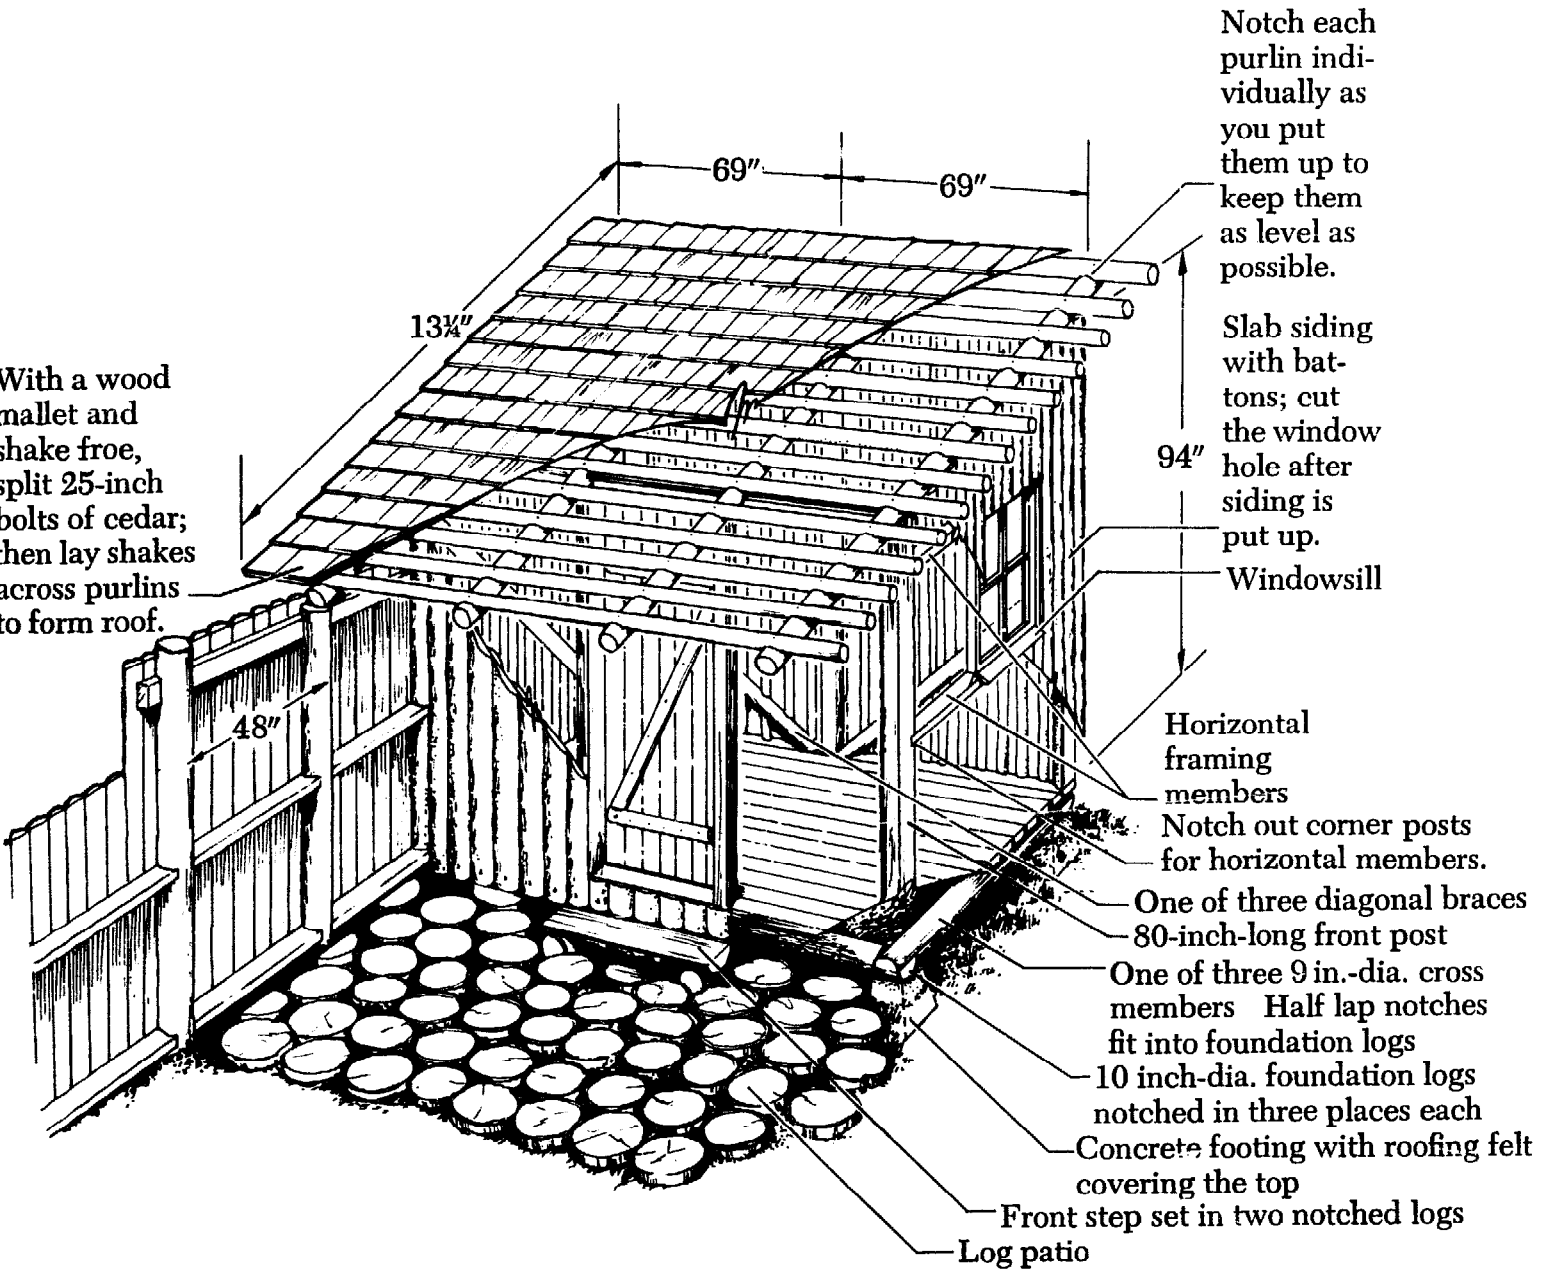 Notch each
purlin indi-
vidually as
you put
them up to
keep them
as level as
possible.
69″
69″
13¼″
94″
48″
Slab siding
with bat-
tons; cut
the window
hole after
siding is
put up.
Windowsill
With a wood
mallet and
shake froe,
split 25-inch
bolts of cedar;
then lay shakes
across purlins
to form roof.
Horizontal
framing
members
Notch out corner posts
for horizontal members.
One of three diagonal braces
80-inch-long front post
One of three 9 in.-dia. cross
members Half lap notches
fit into foundation logs
10 inch-dia. foundation logs
notched in three places each
Concrete footing with roofing felt
covering the top
Front step set in two notched logs
Log patio